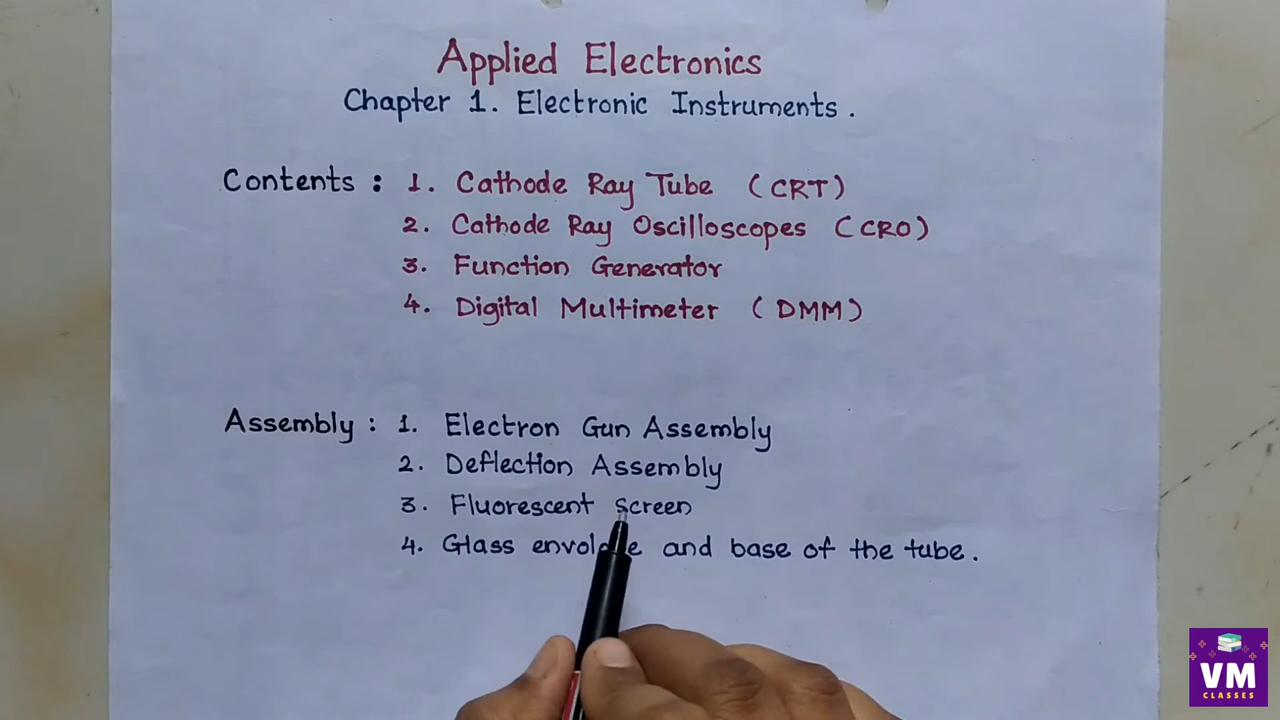 Applied Electronics
Chapter 1. Electronic Instruments.
Contents : 1. Cathode Ray Tube (CRT)
2. Cathode Ray Oscilloscopes (CRO)
3. Function Generator
4. Digital Multimeter (DMM)
Assembly : 1. Electron Gun Assembly
2. Deflection Assembly
3. Fluorescent Screen
4. Glass and base of the tube.
VM
CLASSES